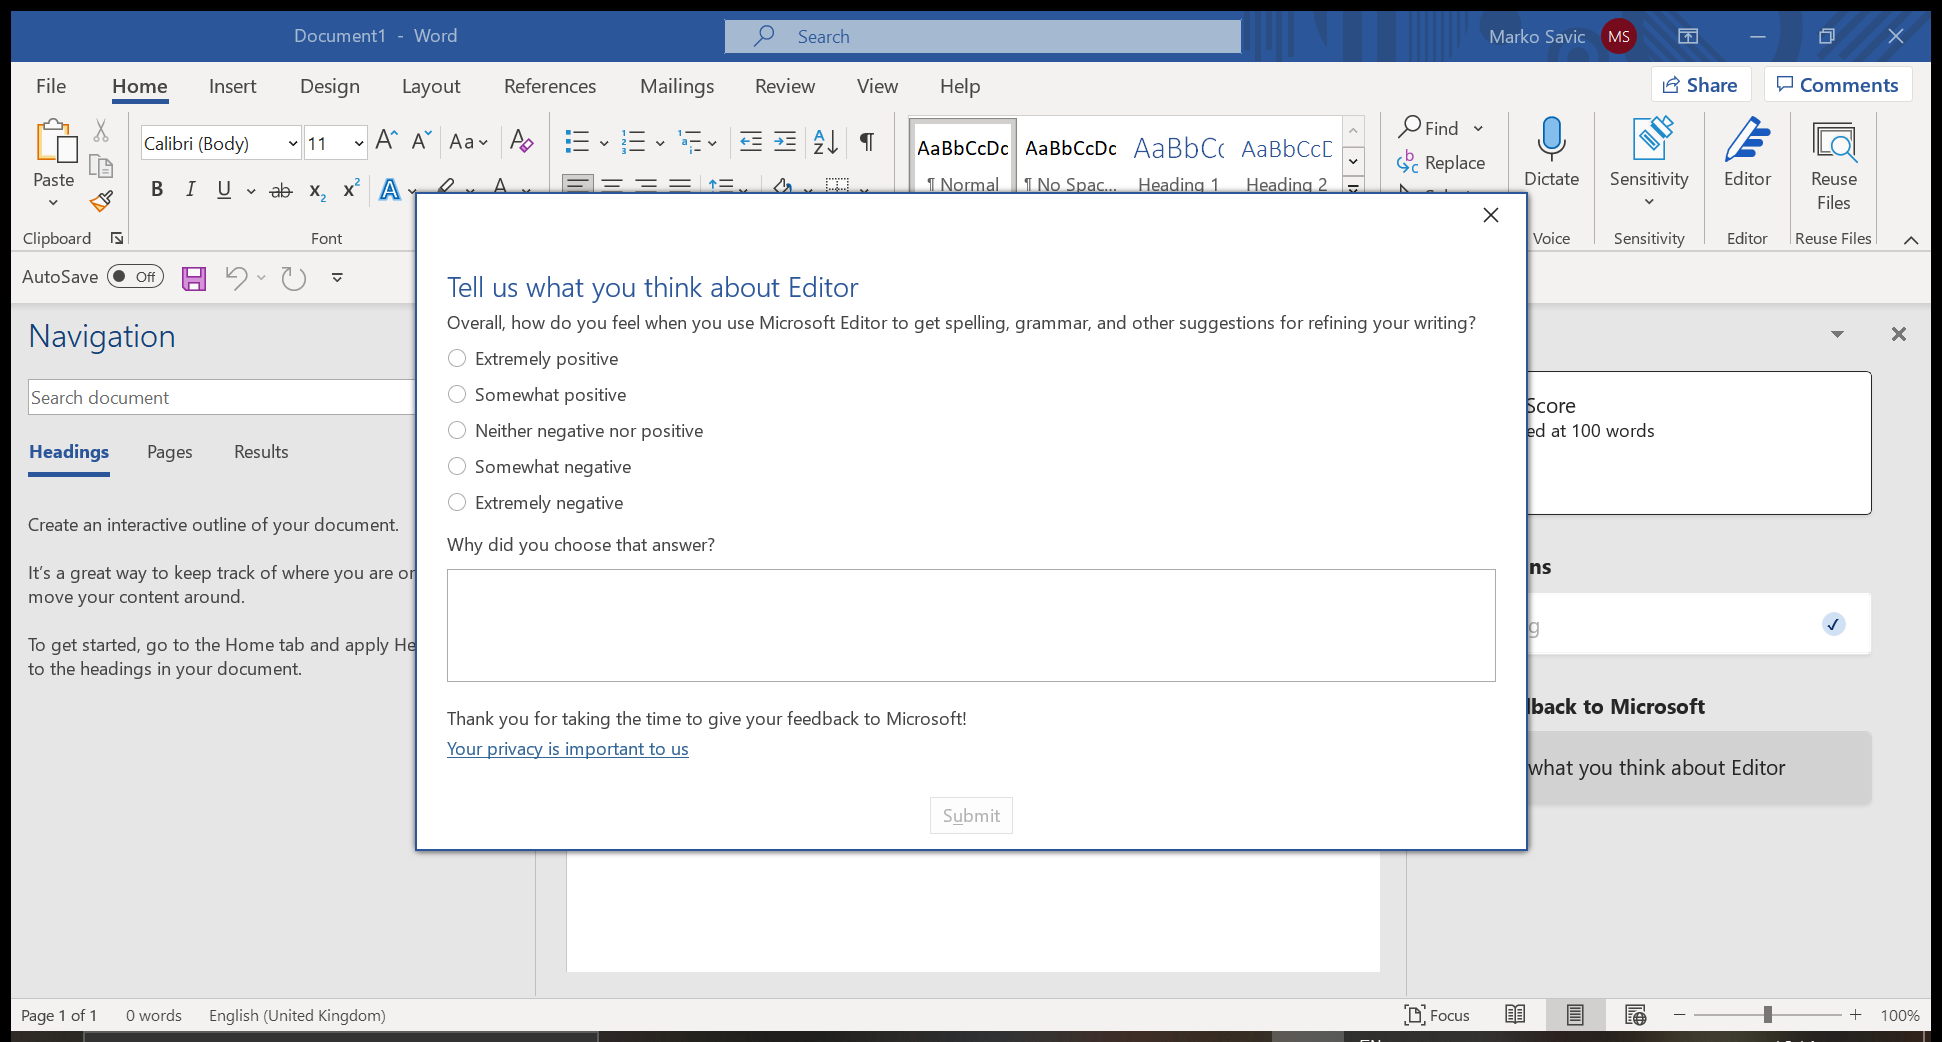 Document1 - Word
Search
Marko Savic
MS
File
Home
Insert
Design
Layout
References
Mailings
Review
View
Help
Share
Comments
Paste
Clipboard
Calibri (Body)
11
Aa
B I U ab
Font
AaBbCcDc
¶ Normal
AaBbCcDc
¶ No Spac...
AaBbCc
Heading 1
AaBbCcD
Heading 2
Find
Replace
Dictate
Voice
Sensitivity
Sensitivity
Editor
Editor
Reuse
Files
Reuse Files
AutoSave
Off
Navigation
Search document
Headings
Pages
Results
Create an interactive outline of your document.
It's a great way to keep track of where you are or
move your content around.
To get started, go to the Home tab and apply He
to the headings in your document.
Tell us what you think about Editor
Overall, how do you feel when you use Microsoft Editor to get spelling, grammar, and other suggestions for refining your writing?
Extremely positive
Somewhat positive
Neither negative nor positive
Somewhat negative
Extremely negative
Why did you choose that answer?
Thank you for taking the time to give your feedback to Microsoft!
Your privacy is important to us
Submit
Score
ed at 100 words
ns
g
back to Microsoft
what you think about Editor
Page 1 of 1
0 words
English (United Kingdom)
Focus
100%